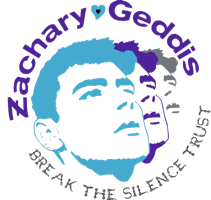 Zachary Geddis
BREAK THE SILENCE TRUST